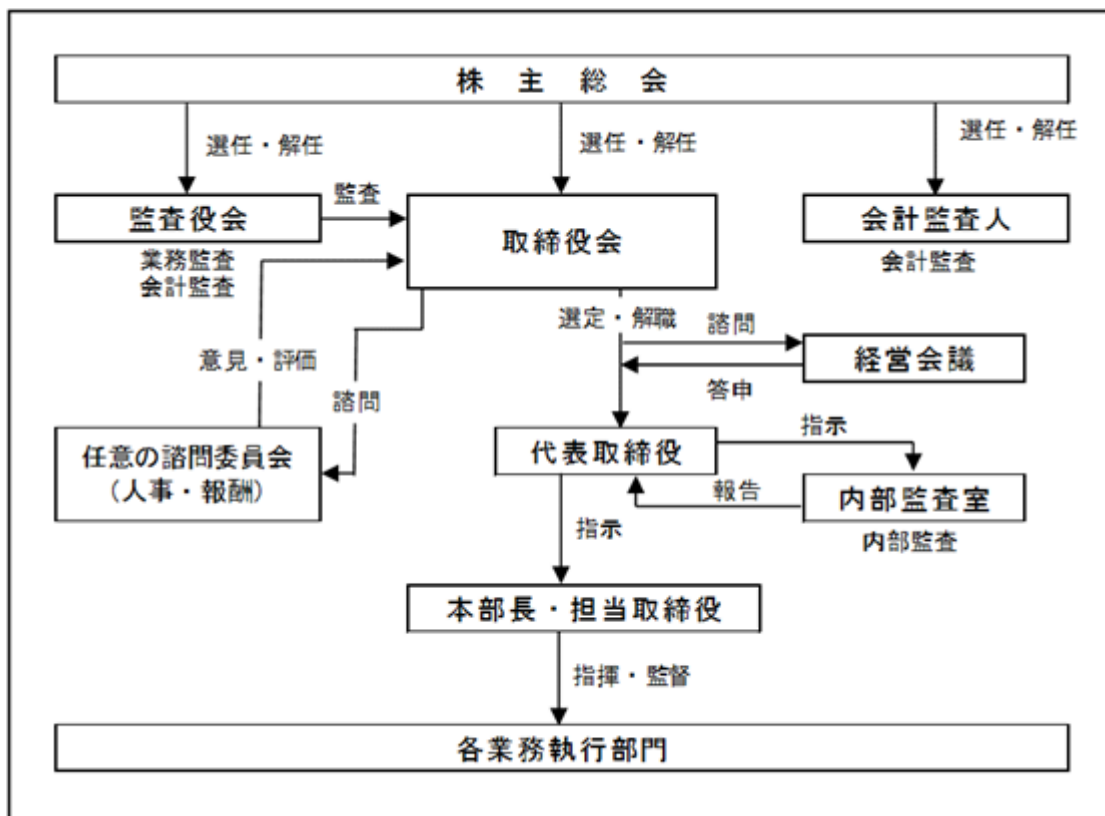 株主総会
選任・解任
選任・解任
選任・解任
監査役会
監査
取締役会
会計監査人
業務監査
会計監査
会計監査
選定・解職
諮問
意見・評価
諮問
経営会議
答申
任意の諮問委員会
（人事・報酬）
代表取締役
指示
報告
内部監査室
内部監査
指示
本部長・担当取締役
指揮・監督
各業務執行部門